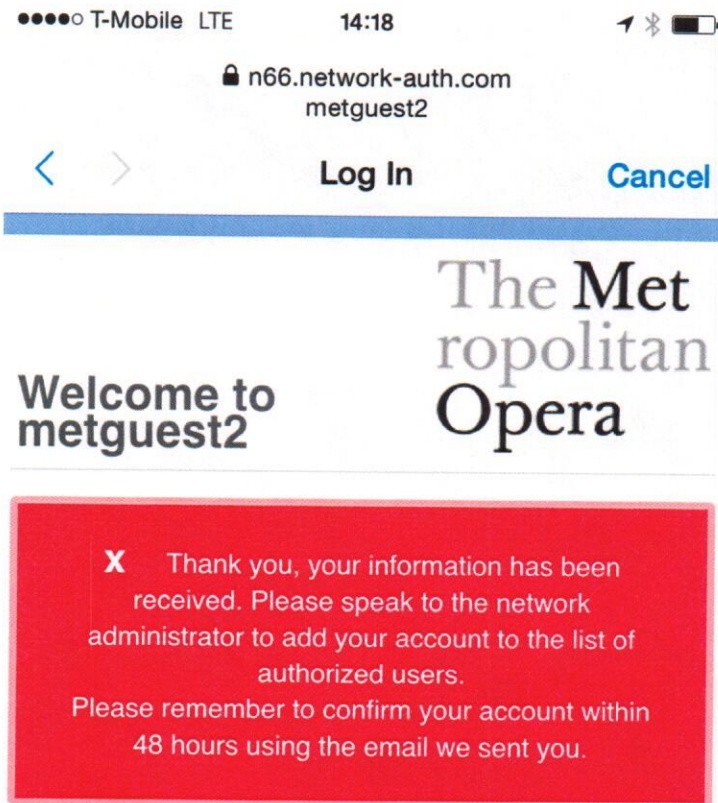 T-Mobile LTE 14:18
n66.network-auth.com
metguest2
Log In Cancel
The Met
ropolitan
Opera
Welcome to
metguest2
X Thank you, your information has been
received. Please speak to the network
administrator to add your account to the list of
authorized users.
Please remember to confirm your account within
48 hours using the email we sent you.